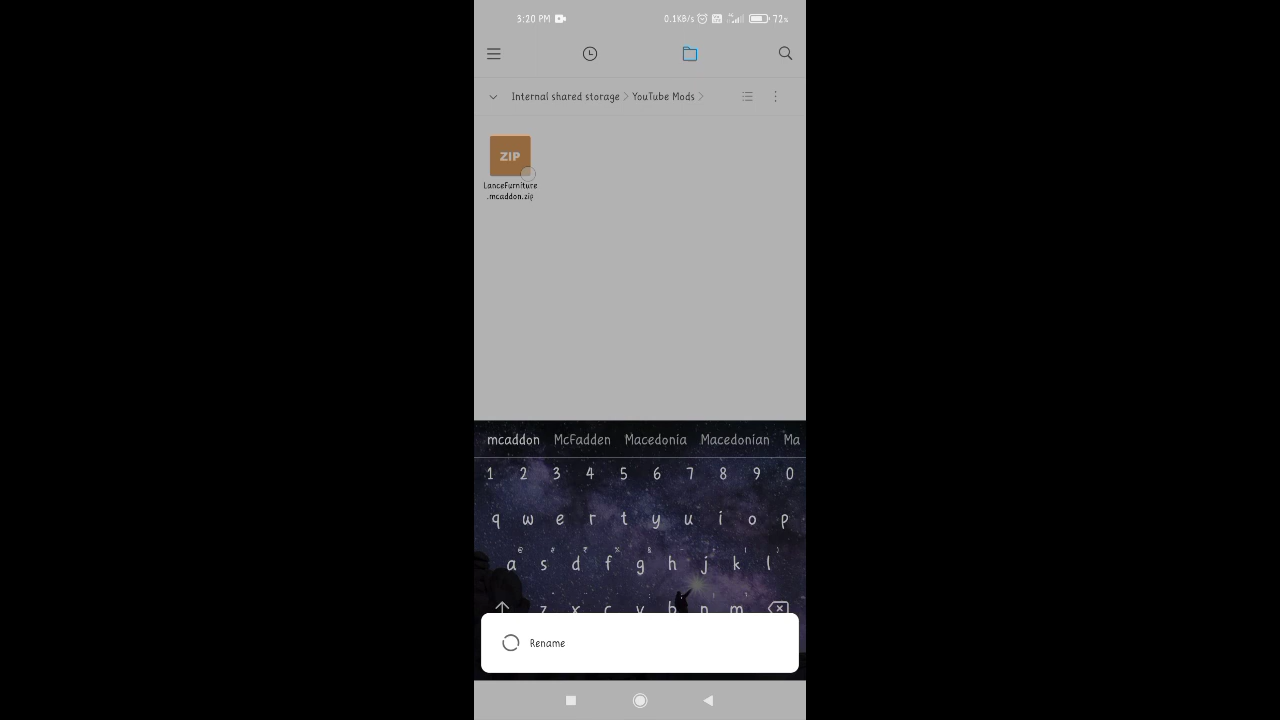 3:20 PM 0.1KB/s 72%
Internal shared storage > YouTube Mods >
ZIP
LanceFurniture
.mcaddon.zip
mcaddon McFadden Macedonia Macedonian Ma
1 2 3 4 5 6 7 8 9 0
q w e r t y u i o p
@ # ₹ % & - + ( )
a s d f g h j k l
z x c v b n m
Rename